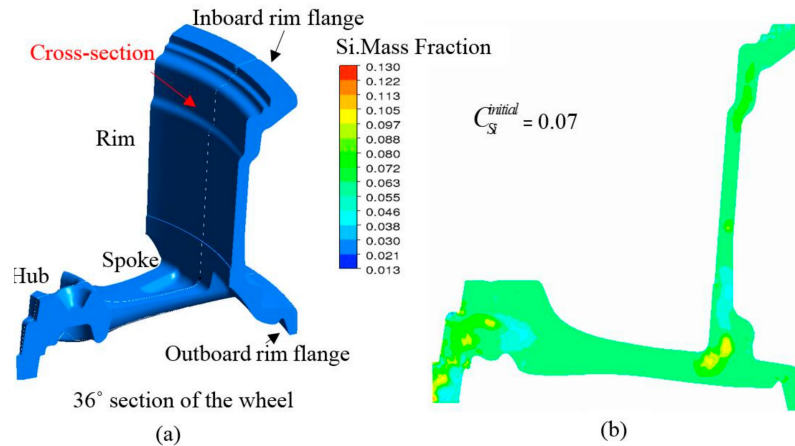 Inboard rim flange
Cross-section
Rim
Spoke
Hub
Outboard rim flange
36° section of the wheel
(a)
Si.Mass Fraction
0.130
0.122
0.113
0.105
0.097
0.088
0.080
0.072
0.063
0.055
0.046
0.038
0.030
0.021
0.013
C_Si^initial = 0.07
(b)